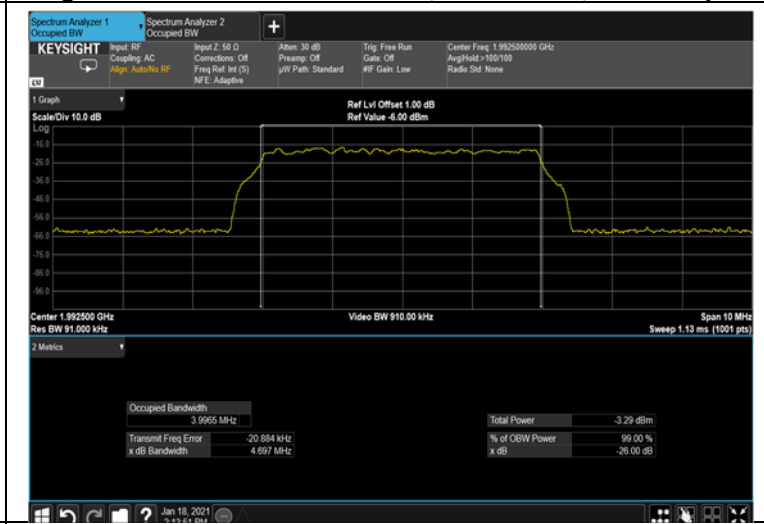 Spectrum Analyzer 1
Occupied BW
Spectrum Analyzer 2
Occupied BW
+
KEYSIGHT
Input: RF
Coupling: AC
Align: Auto/No RF
Input Z: 50 Ω
Corrections: Off
Freq Ref: Int (S)
NFE: Adaptive
Atten: 30 dB
Preamp: Off
µW Path: Standard
Trig: Free Run
Gate: Off
#IF Gain: Low
Center Freq: 1.992500000 GHz
Avg|Hold:>100/100
Radio Std: None
1 Graph
Scale/Div 10.0 dB
Ref Lvl Offset 1.00 dB
Ref Value -6.00 dBm
Log
-16.0
-26.0
-36.0
-46.0
-56.0
-66.0
-76.0
-86.0
-96.0
Center 1.992500 GHz
Res BW 91.000 kHz
Video BW 910.00 kHz
Span 10 MHz
Sweep 1.13 ms (1001 pts)
2 Metrics
Occupied Bandwidth
3.9965 MHz
Transmit Freq Error -20.884 kHz
x dB Bandwidth 4.697 MHz
Total Power -3.29 dBm
% of OBW Power 99.00 %
x dB -26.00 dB
?
Jan 18, 2021